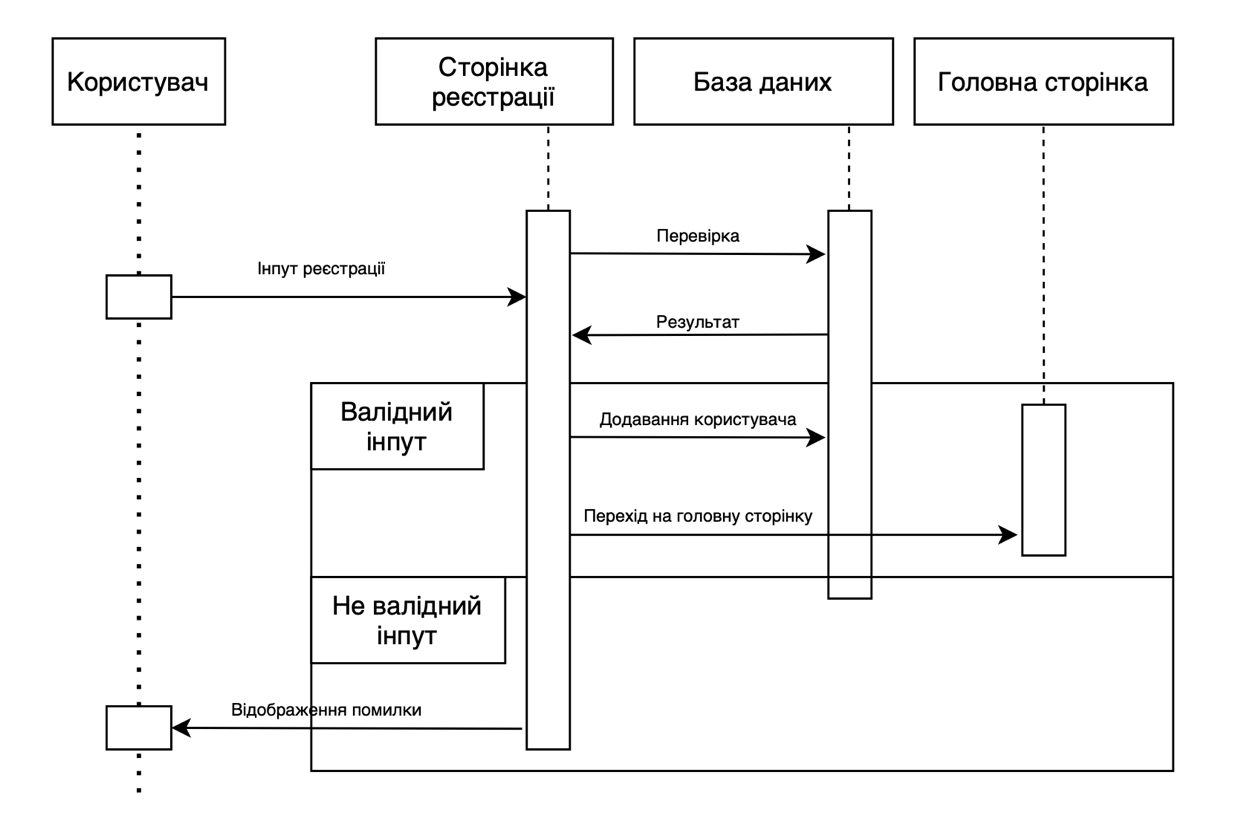 Користувач
Сторінка
реєстрації
База даних
Головна сторінка
Перевірка
Інпут реєстрації
Результат
Валідний
інпут
Додавання користувача
Перехід на головну сторінку
Не валідний
інпут
Відображення помилки